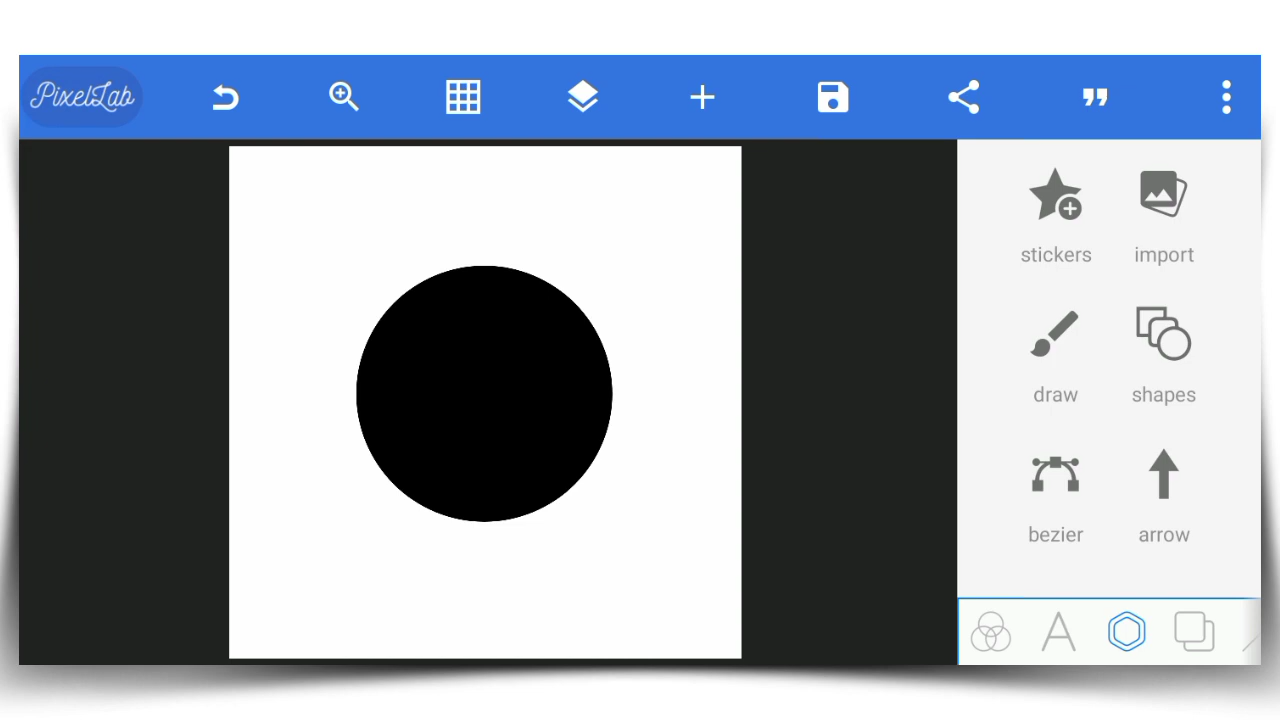 PixelLab
stickers
import
draw
shapes
bezier
arrow